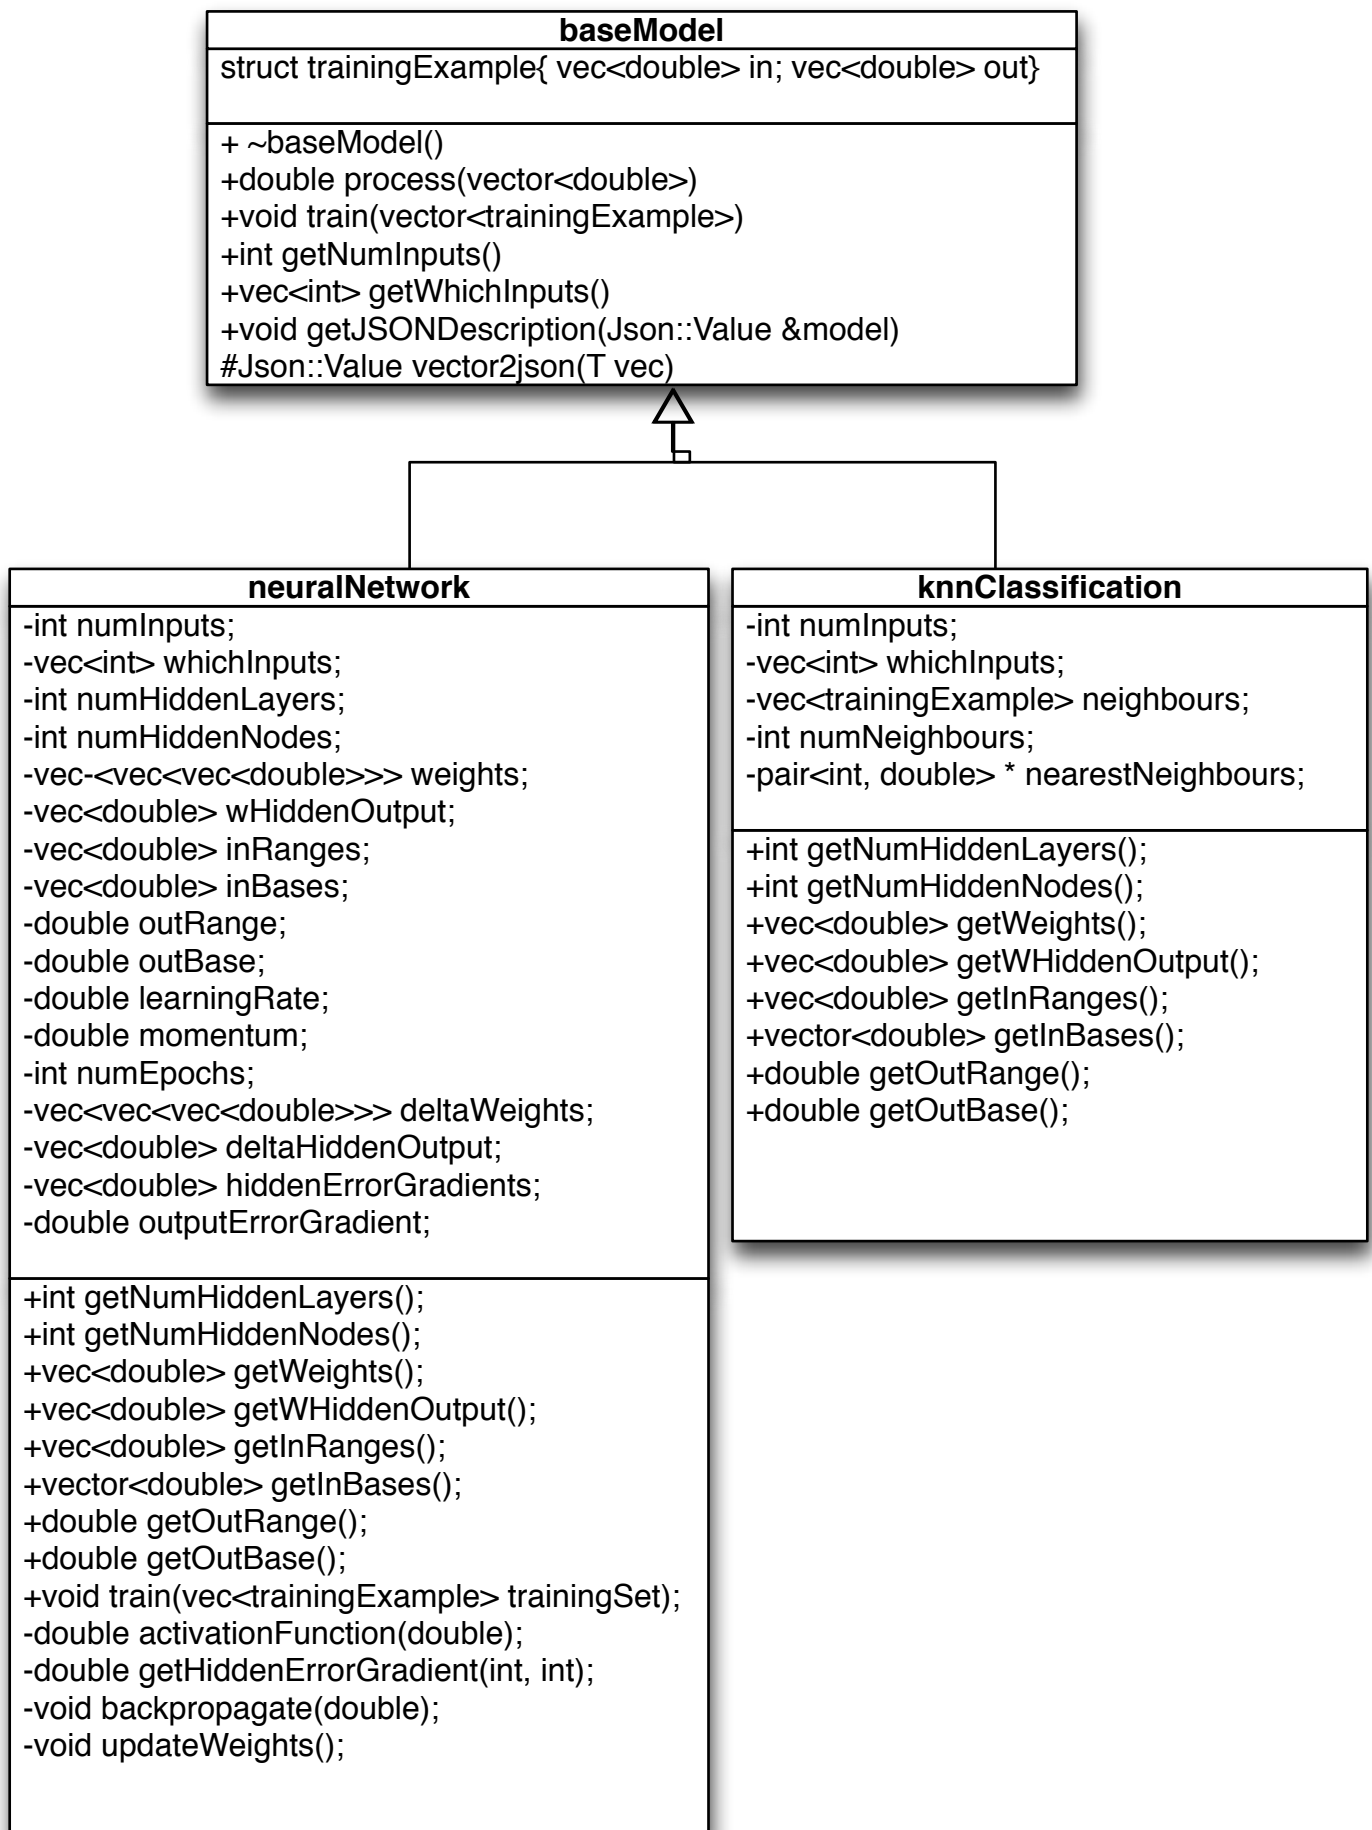 baseModel
struct trainingExample{ vec<double> in; vec<double> out}
+ ~baseModel()
+double process(vector<double>)
+void train(vector<trainingExample>)
+int getNumInputs()
+vec<int> getWhichInputs()
+void getJSONDescription(Json::Value &model)
#Json::Value vector2json(T vec)
neuralNetwork
-int numInputs;
-vec<int> whichInputs;
-int numHiddenLayers;
-int numHiddenNodes;
-vec-<vec<vec<double>>> weights;
-vec<double> wHiddenOutput;
-vec<double> inRanges;
-vec<double> inBases;
-double outRange;
-double outBase;
-double learningRate;
-double momentum;
-int numEpochs;
-vec<vec<vec<double>>> deltaWeights;
-vec<double> deltaHiddenOutput;
-vec<double> hiddenErrorGradients;
-double outputErrorGradient;
+int getNumHiddenLayers();
+int getNumHiddenNodes();
+vec<double> getWeights();
+vec<double> getWHiddenOutput();
+vec<double> getInRanges();
+vector<double> getInBases();
+double getOutRange();
+double getOutBase();
+void train(vec<trainingExample> trainingSet);
-double activationFunction(double);
-double getHiddenErrorGradient(int, int);
-void backpropagate(double);
-void updateWeights();
knnClassification
-int numInputs;
-vec<int> whichInputs;
-vec<trainingExample> neighbours;
-int numNeighbours;
-pair<int, double> * nearestNeighbours;
+int getNumHiddenLayers();
+int getNumHiddenNodes();
+vec<double> getWeights();
+vec<double> getWHiddenOutput();
+vec<double> getInRanges();
+vector<double> getInBases();
+double getOutRange();
+double getOutBase();